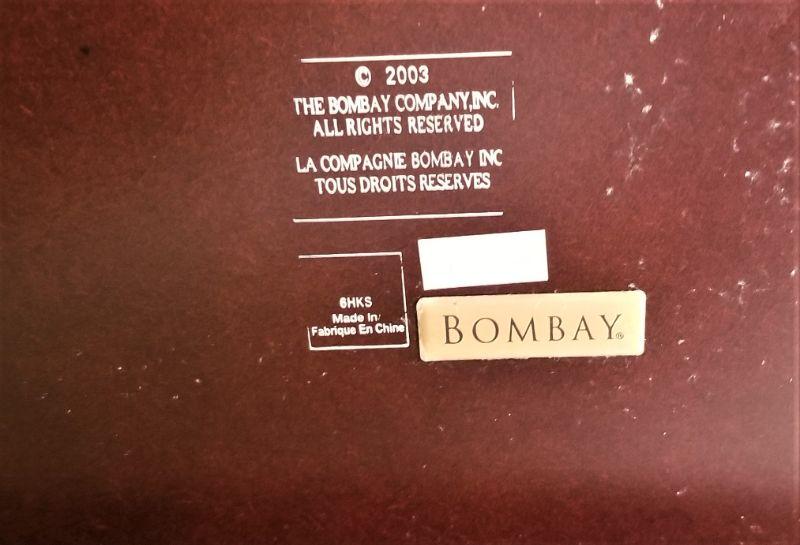 © 2003
THE BOMBAY COMPANY, INC.
ALL RIGHTS RESERVED
LA COMPAGNIE BOMBAY INC
TOUS DROITS RESERVES
6HKS
Made In/
Fabrique En Chine
BOMBAY®